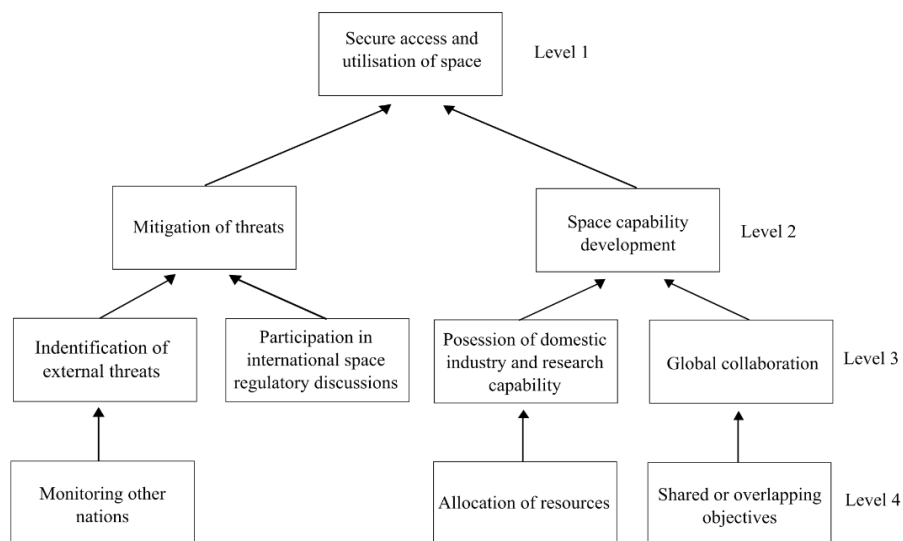 Secure access and
utilisation of space
Level 1
Mitigation of threats
Space capability
development
Level 2
Indentification of
external threats
Participation in
international space
regulatory discussions
Posession of domestic
industry and research
capability
Global collaboration
Level 3
Monitoring other
nations
Allocation of resources
Shared or overlapping
objectives
Level 4